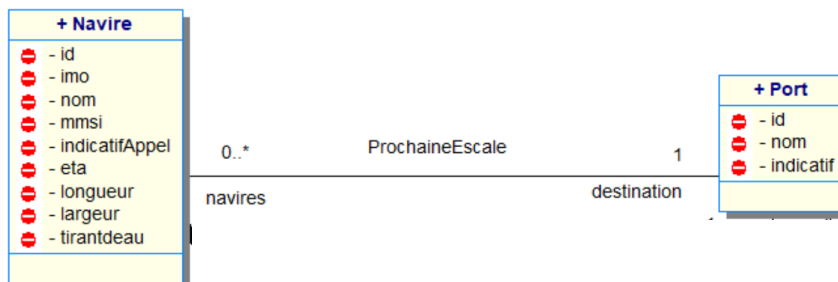 + Navire
- id
- imo
- nom
- mmsi
- indicatifAppel
- eta
- longueur
- largeur
- tirantdeau
0..*
ProchaineEscale
1
navires
destination
+ Port
- id
- nom
- indicatif